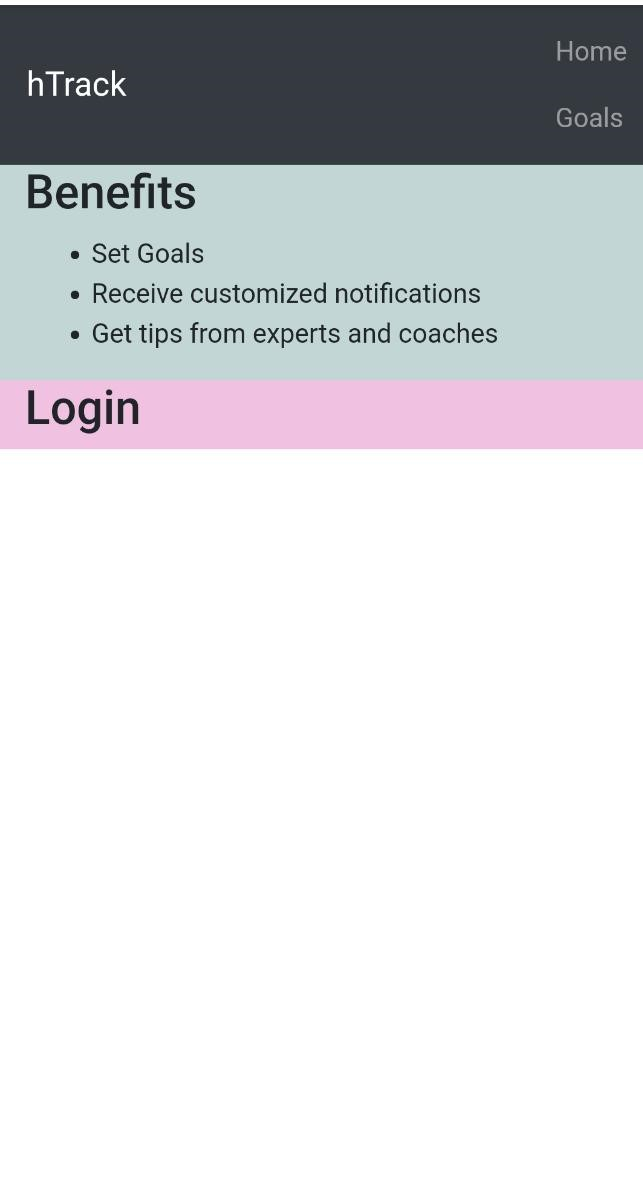 hTrack
Home
Goals
Benefits
Set Goals
Receive customized notifications
Get tips from experts and coaches
Login